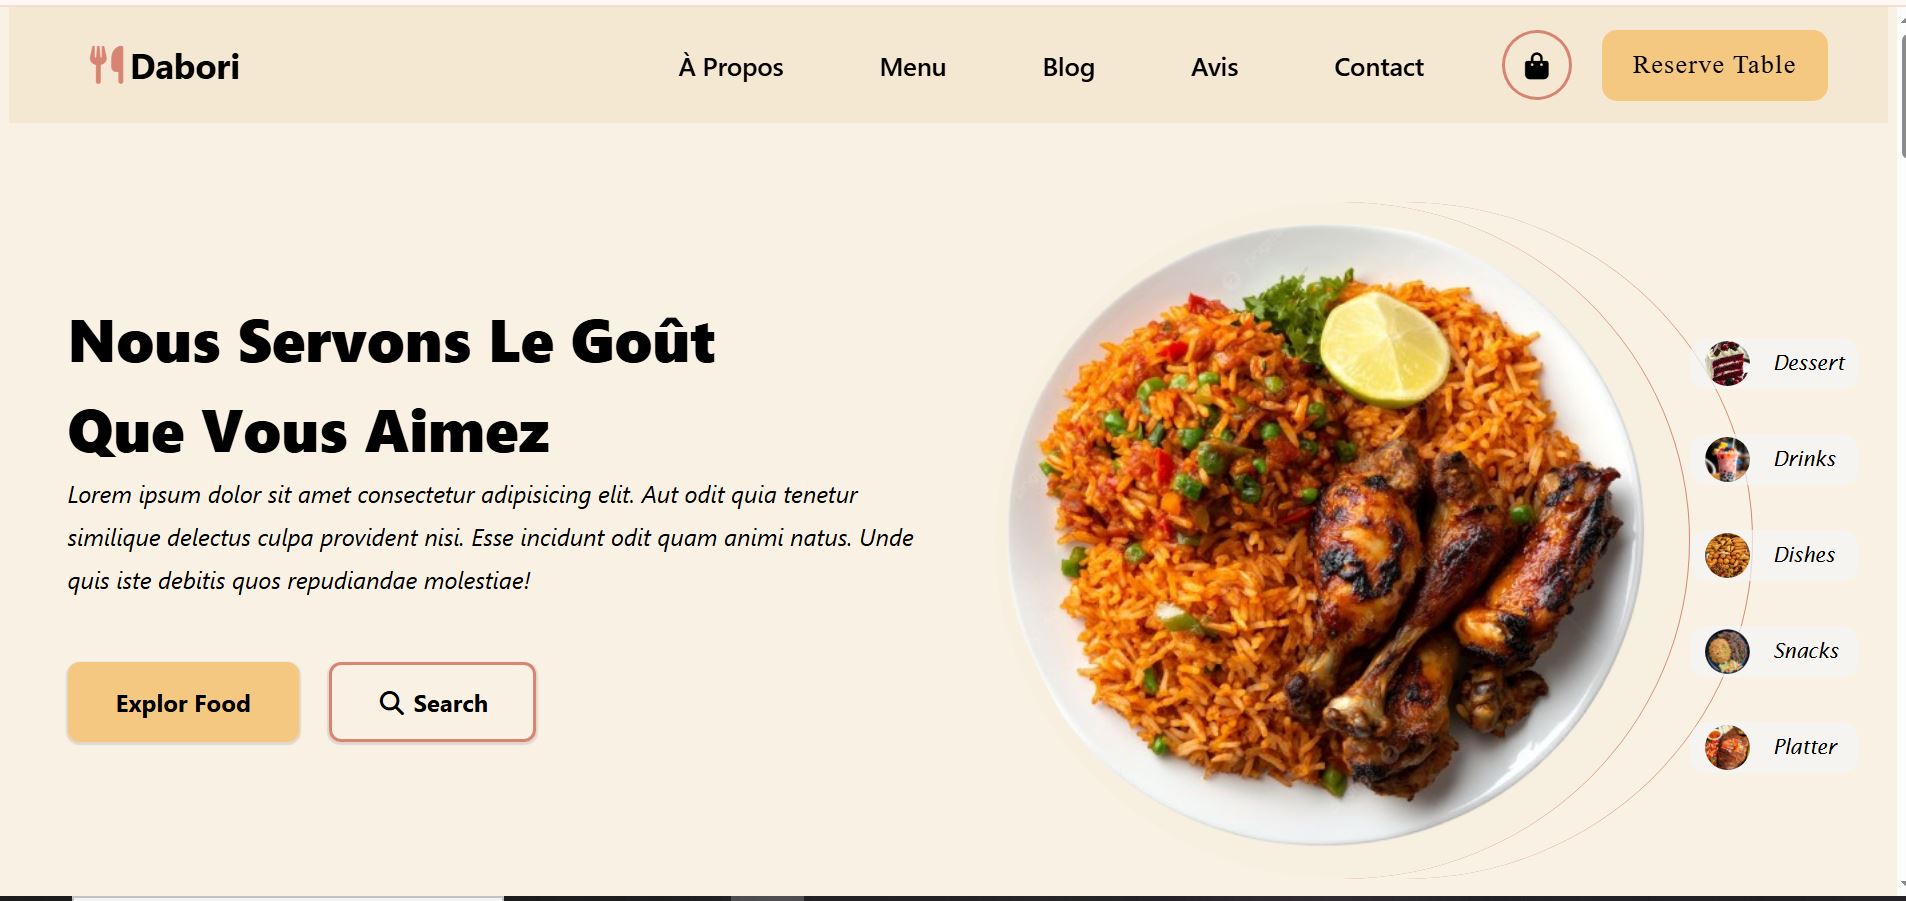 Dabori
À Propos
Menu
Blog
Avis
Contact
Reserve Table
Nous Servons Le Goût
Que Vous Aimez
Lorem ipsum dolor sit amet consectetur adipisicing elit. Aut odit quia tenetur
similique delectus culpa provident nisi. Esse incidunt odit quam animi natus. Unde
quis iste debitis quos repudiandae molestiae!
Explor Food
Search
Dessert
Drinks
Dishes
Snacks
Platter